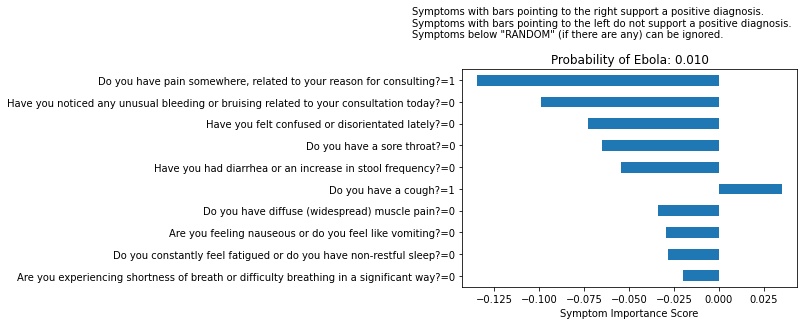 Symptoms with bars pointing to the right support a positive diagnosis.
Symptoms with bars pointing to the left do not support a positive diagnosis.
Symptoms below "RANDOM" (if there are any) can be ignored.
Probability of Ebola: 0.010
Do you have pain somewhere, related to your reason for consulting?=1
Have you noticed any unusual bleeding or bruising related to your consultation today?=0
Have you felt confused or disorientated lately?=0
Do you have a sore throat?=0
Have you had diarrhea or an increase in stool frequency?=0
Do you have a cough?=1
Do you have diffuse (widespread) muscle pain?=0
Are you feeling nauseous or do you feel like vomiting?=0
Do you constantly feel fatigued or do you have non-restful sleep?=0
Are you experiencing shortness of breath or difficulty breathing in a significant way?=0
−0.125 −0.100 −0.075 −0.050 −0.025 0.000 0.025
Symptom Importance Score